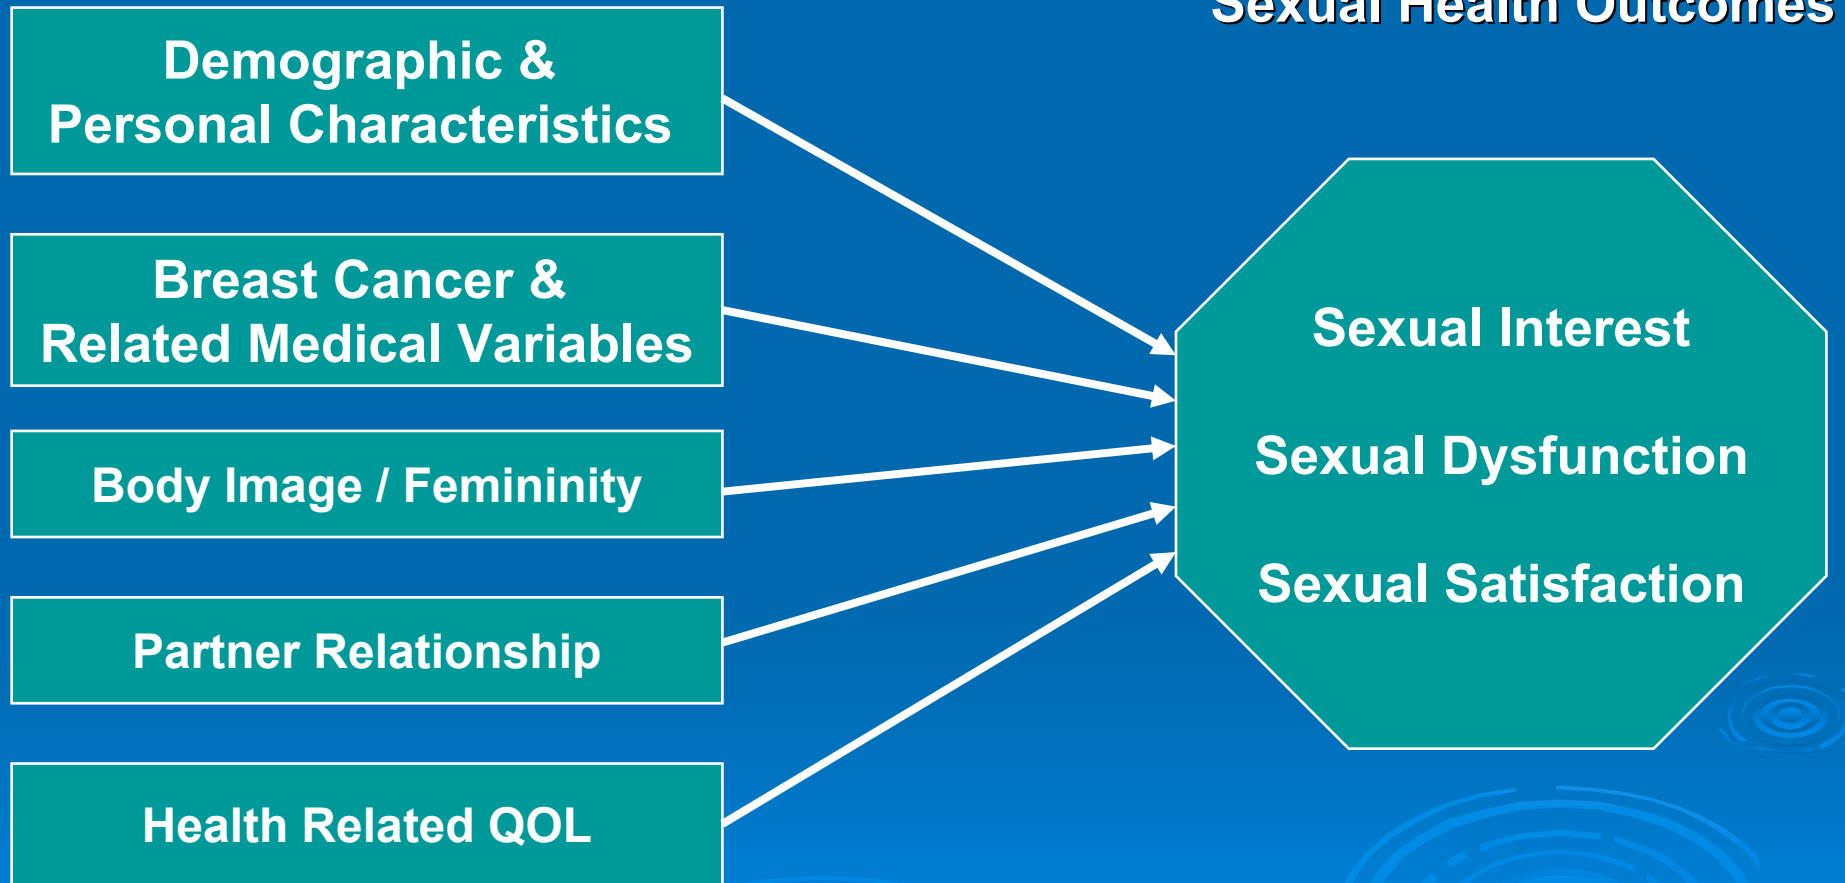 Sexual Health Outcomes
Demographic &
Personal Characteristics
Breast Cancer &
Related Medical Variables
Body Image / Femininity
Partner Relationship
Health Related QOL
Sexual Interest
Sexual Dysfunction
Sexual Satisfaction